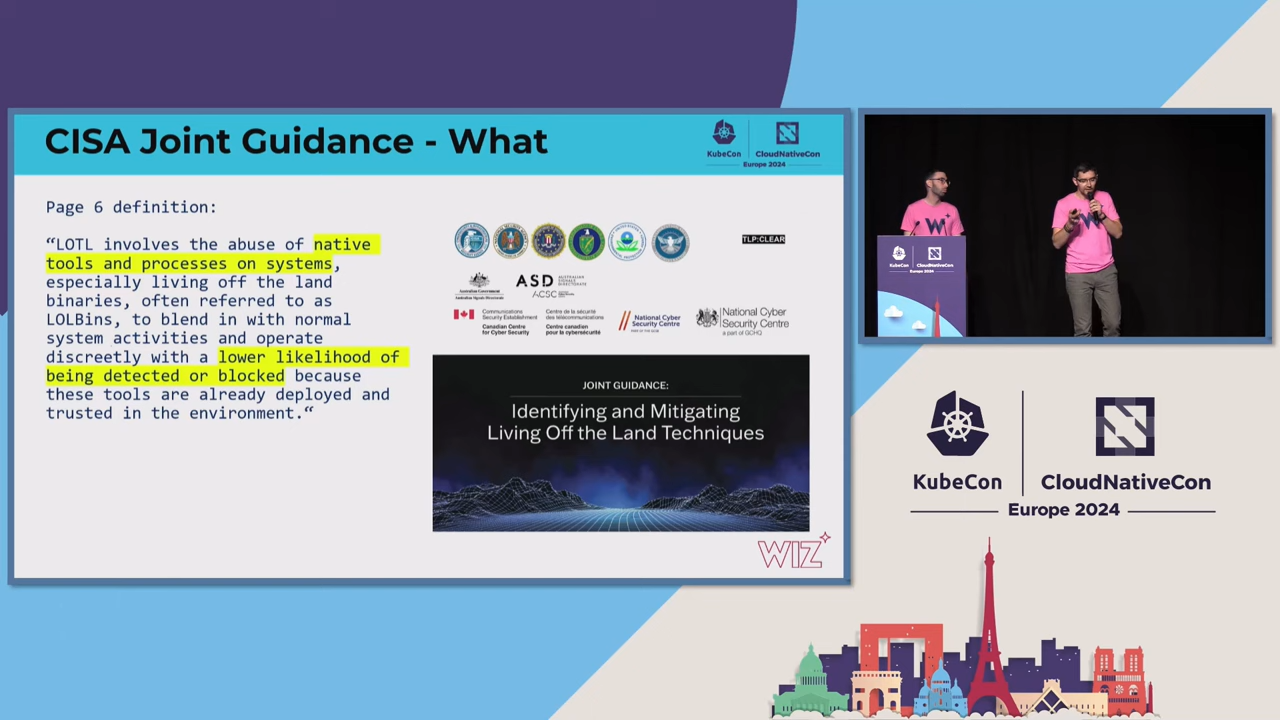 CISA Joint Guidance - What
KubeCon
CloudNativeCon
Europe 2024
Page 6 definition:
“LOTL involves the abuse of native
tools and processes on systems,
especially living off the land
binaries, often referred to as
LOLBins, to blend in with normal
system activities and operate
discreetly with a lower likelihood of
being detected or blocked because
these tools are already deployed and
trusted in the environment.“
TLP:CLEAR
Australian Government
Australian Signals Directorate
ASD
AUSTRALIAN
SIGNALS
DIRECTORATE
ACSC
Communications
Security Establishment
Canadian Centre
for Cyber Security
Centre de la sécurité
des télécommunications
Centre canadien
pour la cybersécurité
National Cyber
Security Centre
PART OF THE GCSB
National Cyber
Security Centre
a part of GCHQ
JOINT GUIDANCE:
Identifying and Mitigating
Living Off the Land Techniques
WIZ
W
W
KubeCon
CloudNativeCon
Europe 2024
KubeCon
CloudNativeCon
Europe 2024